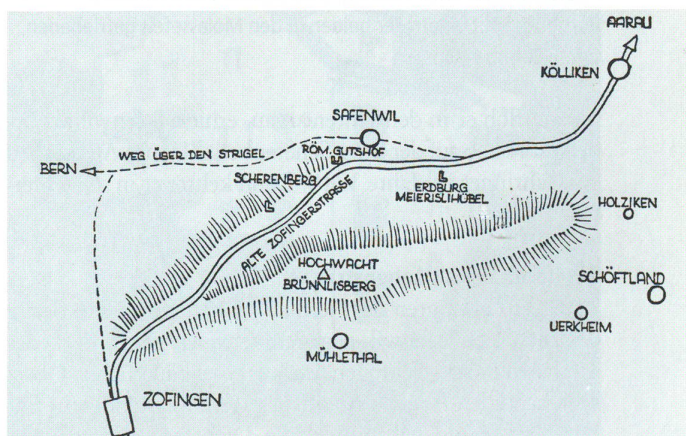 AARAU
KÖLLIKEN
SAFENWIL
WEG ÜBER DEN STRIGEL
RÖM. GUTSHOF
BERN
SCHERENBERG
ERDBURG
MEIERISLIHÜBEL
HOLZIKEN
ALTE ZOFINGERSTRASSE
HOCHWACHT
BRÜNNLISBERG
SCHÖFTLAND
UERKHEIM
MÜHLETHAL
ZOFINGEN